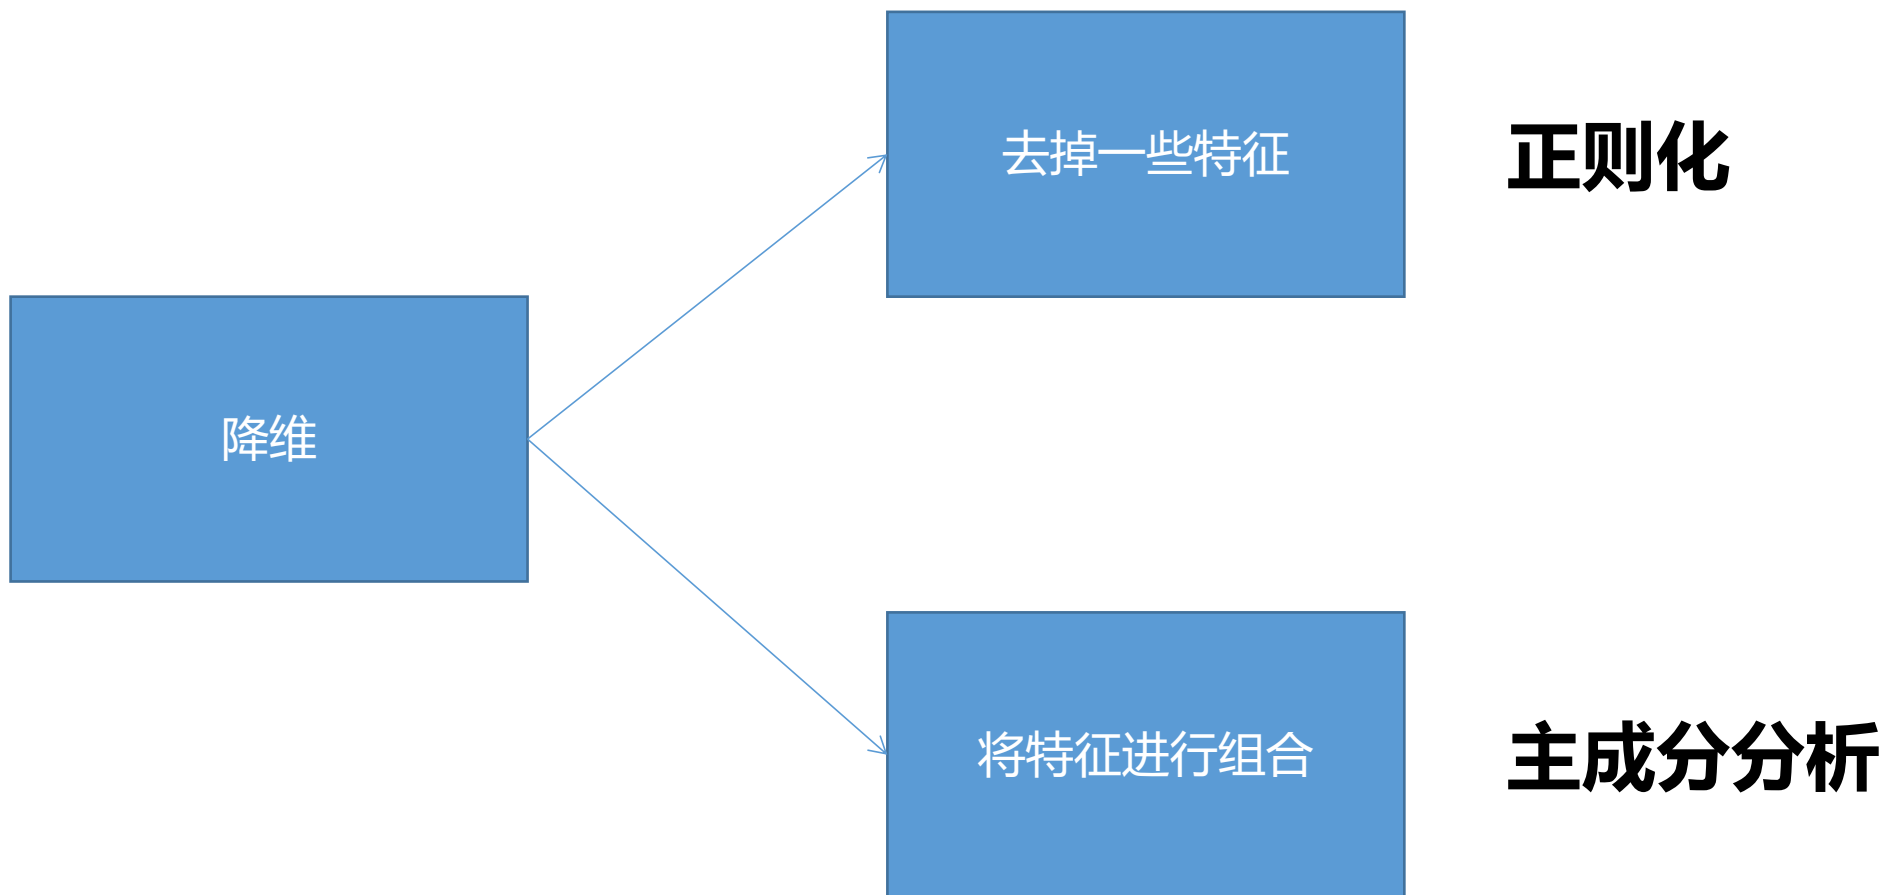 去掉一些特征
正则化
降维
将特征进行组合
主成分分析